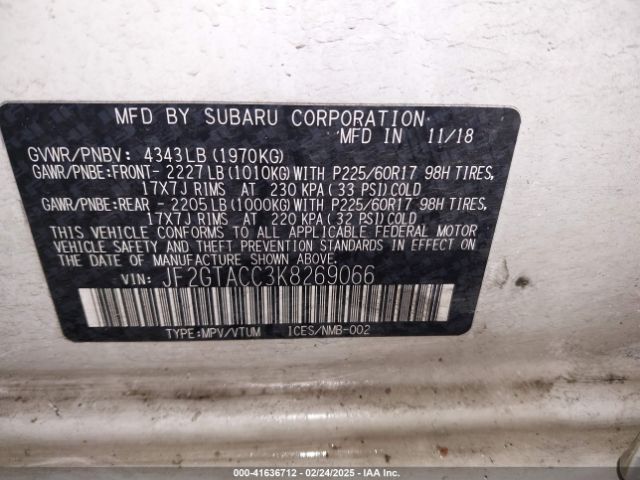 MFD BY SUBARU CORPORATION
MFD IN 11/18
GVWR/PNBV: 4343LB (1970KG)
GAWR/PNBE:FRONT- 2227LB (1010KG)WITH P225/60R17 98H TIRES,
17X7J RIMS AT 230 KPA (33 PSI)COLD
GAWR/PNBE:REAR - 2205LB (1000KG)WITH P225/60R17 98H TIRES,
17X7J RIMS AT 220 KPA (32 PSI)COLD
THIS VEHICLE CONFORMS TO ALL APPLICABLE FEDERAL MOTOR
VEHICLE SAFETY AND THEFT PREVENTION STANDARDS IN EFFECT ON
THE DATE OF MANUFACTURE SHOWN ABOVE.
VIN: JF2GTACC3K8269066
TYPE:MPV/VTUM ICES/NMB-002
000-41636712 - 02/24/2025 - IAA Inc.